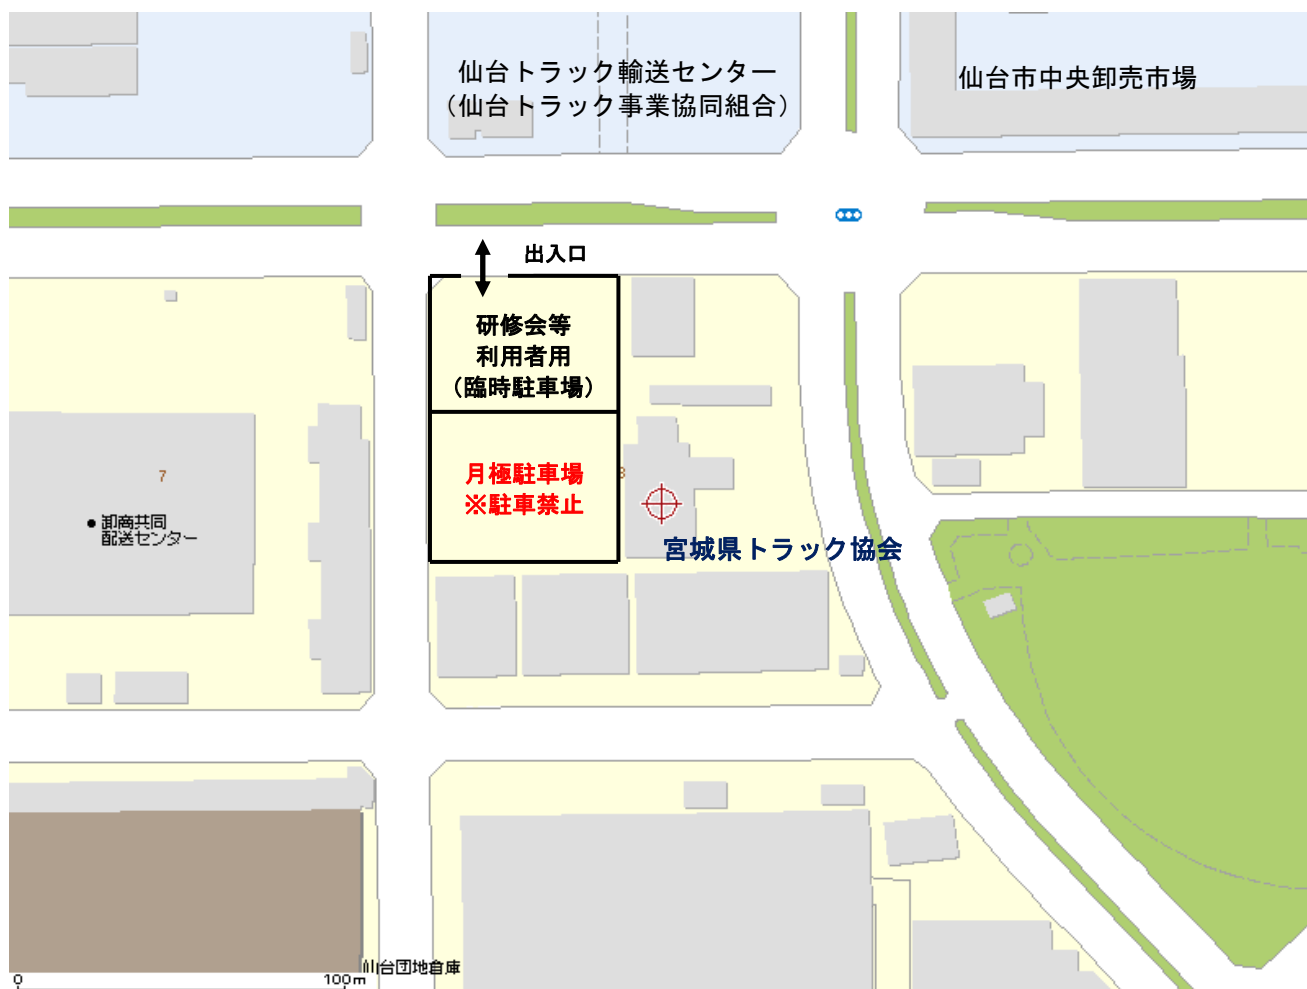 仙台トラック輸送センター
（仙台トラック事業協同組合）
仙台市中央卸売市場
出入口
研修会等
利用者用
（臨時駐車場）
月極駐車場
※駐車禁止
7
卸商共同
配送センター
宮城県トラック協会
仙台団地倉庫
0
100m